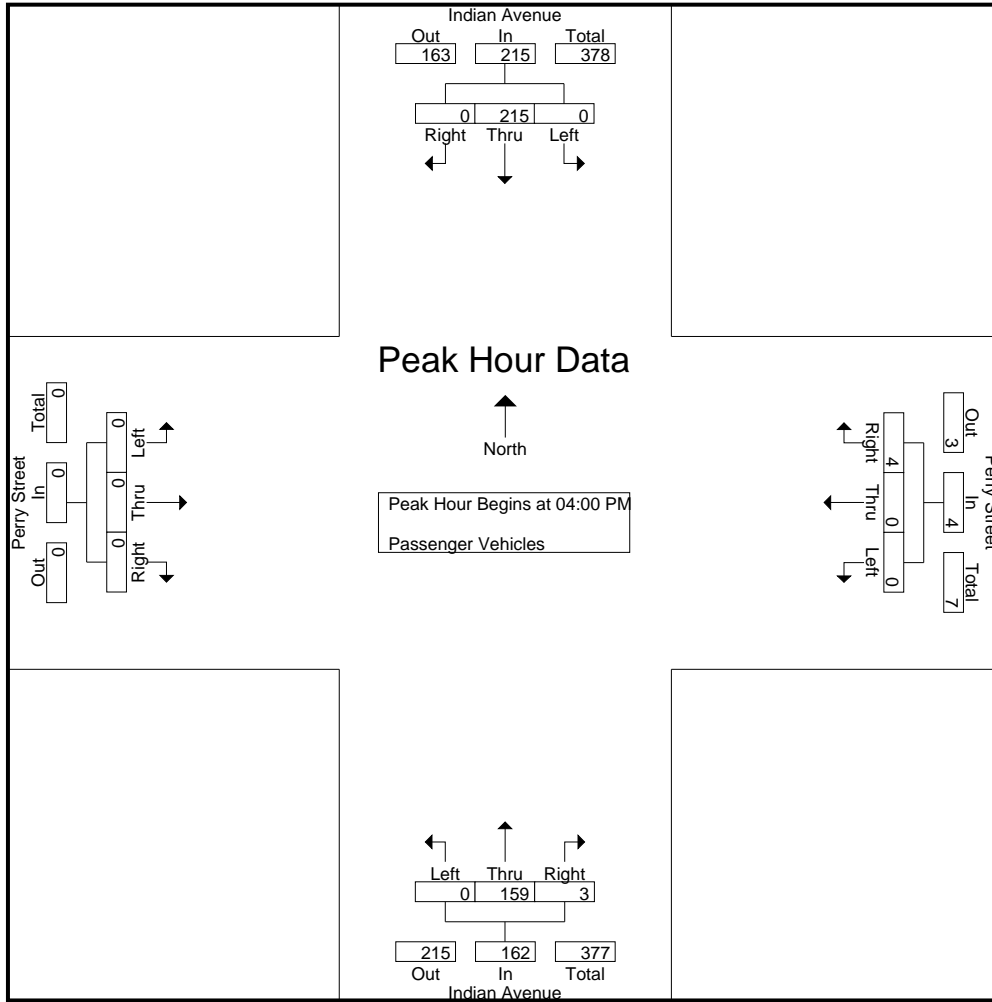 Indian Avenue
Out In Total
163 215 378
0 215 0
Right Thru Left
Peak Hour Data
North
Peak Hour Begins at 04:00 PM
Passenger Vehicles
Perry Street
Total In Out
0 0 0
0 0 0
Left Thru Right
Perry Street
Out In Total
3 4 7
4 0 0
Right Thru Left
Left Thru Right
0 159 3
215 162 377
Out In Total
Indian Avenue